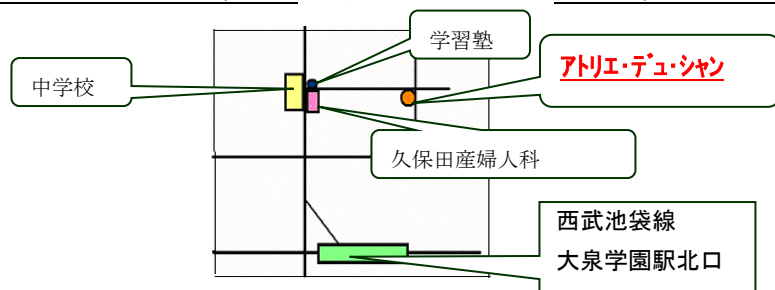 学習塾
アトリエ・デュ・シャン
中学校
久保田産婦人科
西武池袋線
大泉学園駅北口